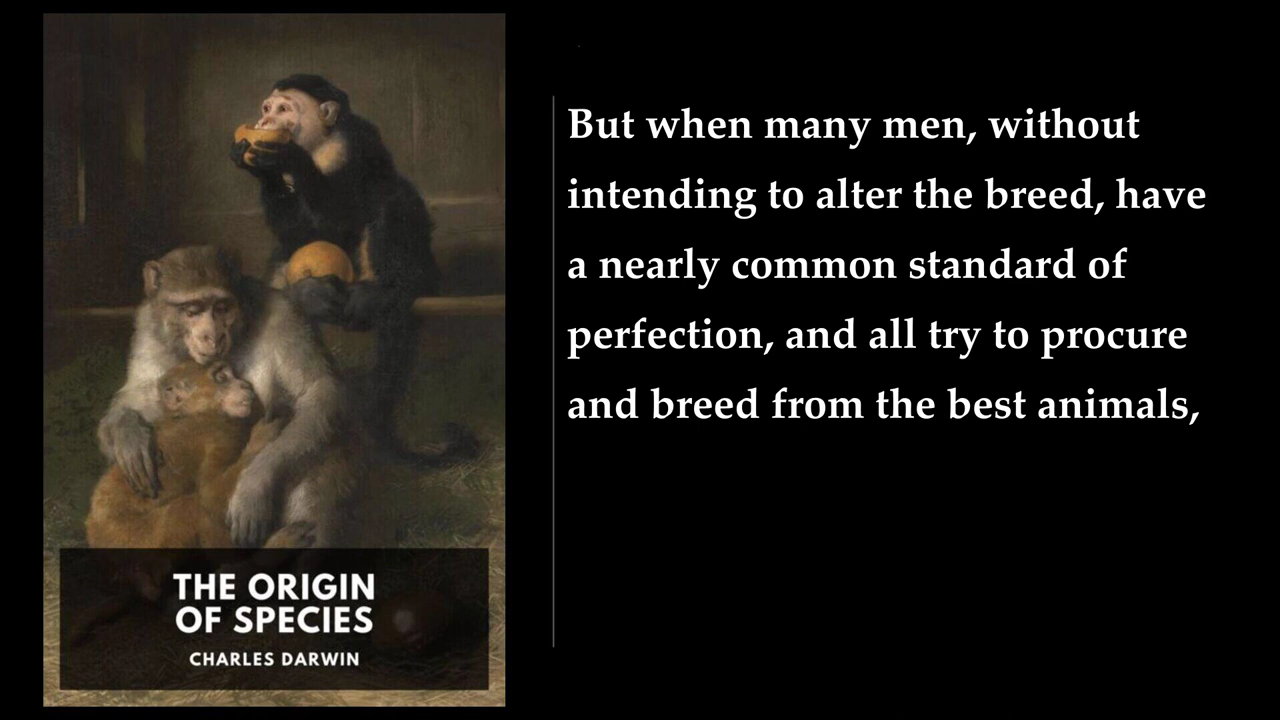 THE ORIGIN
OF SPECIES
CHARLES DARWIN
But when many men, without
intending to alter the breed, have
a nearly common standard of
perfection, and all try to procure
and breed from the best animals,